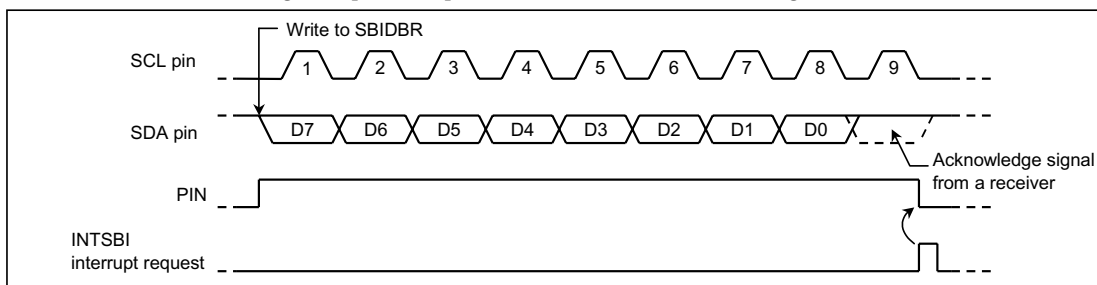 Write to SBIDBR
SCL pin
1 2 3 4 5 6 7 8 9
SDA pin
D7 D6 D5 D4 D3 D2 D1 D0
Acknowledge signal
from a receiver
PIN
INTSBI
interrupt request